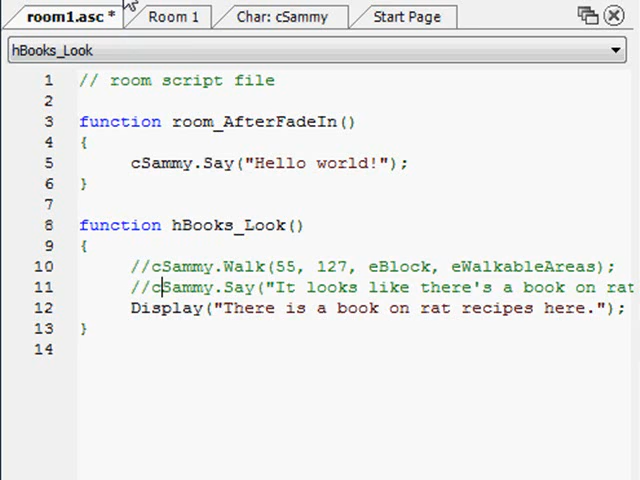 room1.asc * Room 1 Char: cSammy Start Page
hBooks_Look
1 // room script file
2
3 function room_AfterFadeIn()
4 {
5 cSammy.Say("Hello world!");
6 }
7
8 function hBooks_Look()
9 {
10 //cSammy.Walk(55, 127, eBlock, eWalkableAreas);
11 //cSammy.Say("It looks like there's a book on rat
12 Display("There is a book on rat recipes here.");
13 }
14